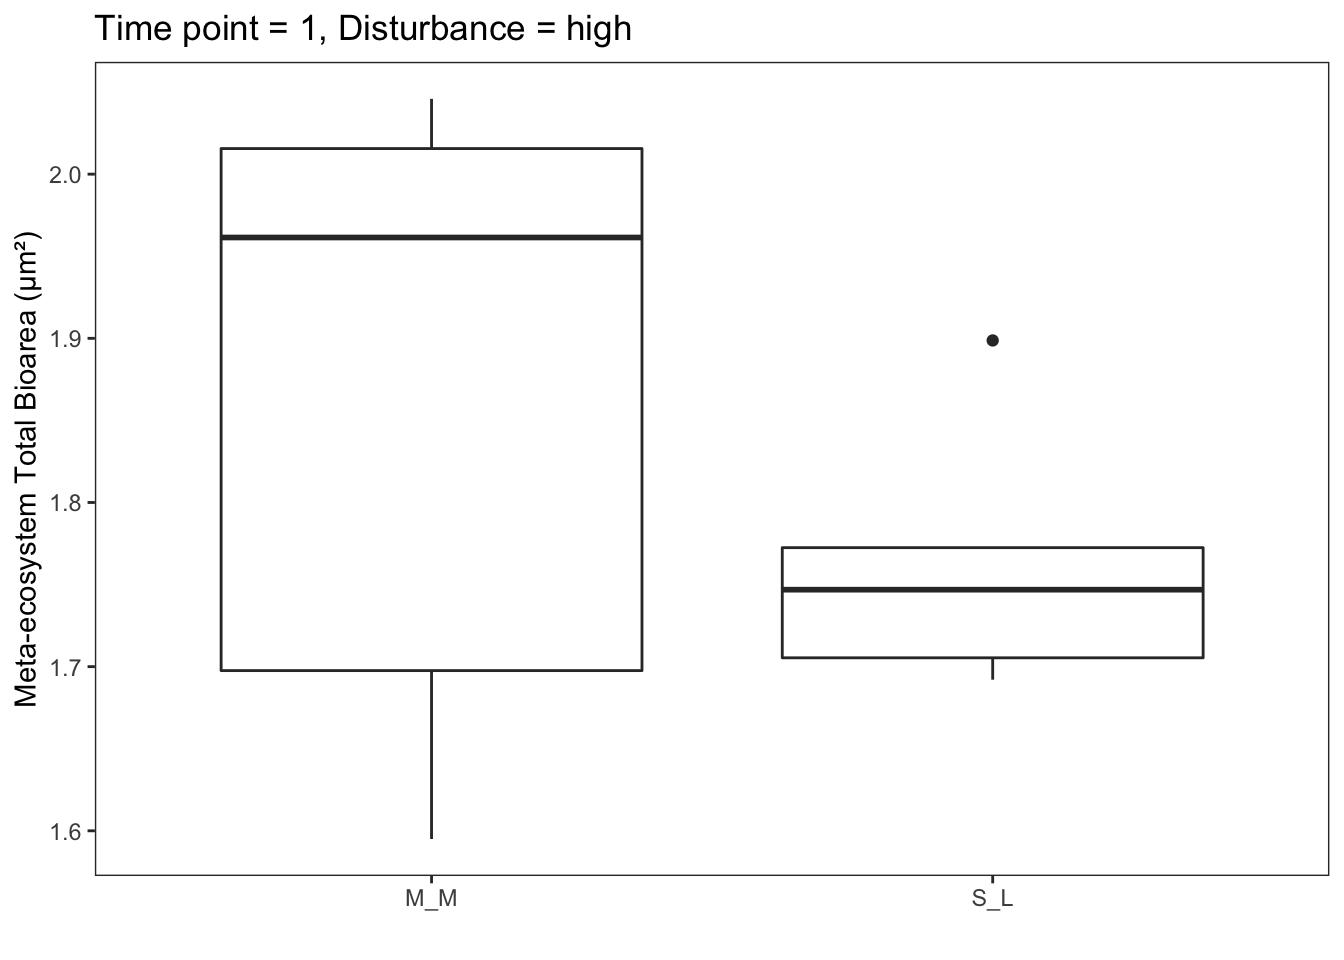 Time point = 1, Disturbance = high
Meta-ecosystem Total Bioarea (µm²)
2.0
1.9
1.8
1.7
1.6
M_M
S_L